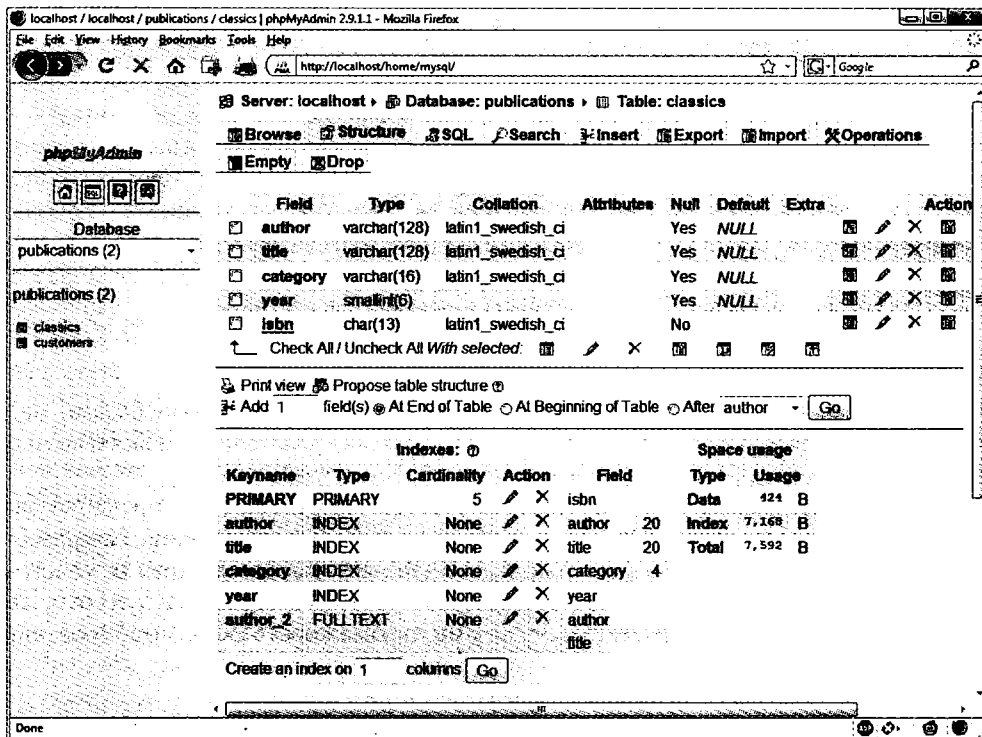 localhost / localhost / publications / classics | phpMyAdmin 2.9.1.1 - Mozilla Firefox
File Edit View History Bookmarks Tools Help
http://localhost/home/mysql/
Google
Server: localhost Database: publications Table: classics
Browse Structure SQL Search Insert Export Import Operations
Empty Drop
phpMyAdmin
Database
publications (2)
publications (2)
classics
customers
Field Type Collation Attributes Null Default Extra Action
author varchar(128) latin1_swedish_ci Yes NULL
title varchar(128) latin1_swedish_ci Yes NULL
category varchar(16) latin1_swedish_ci Yes NULL
year smallint(6) Yes NULL
isbn char(13) latin1_swedish_ci No
Check All / Uncheck All With selected:
Print view Propose table structure
Add 1 field(s) At End of Table At Beginning of Table After author Go
Indexes: Space usage
Keyname Type Cardinality Action Field Type Usage
PRIMARY PRIMARY 5 isbn Data 424 B
author INDEX None author 20 Index 7,168 B
title INDEX None title 20 Total 7,592 B
category INDEX None category 4
year INDEX None year
author_2 FULLTEXT None author
title
Create an index on 1 columns Go
Done